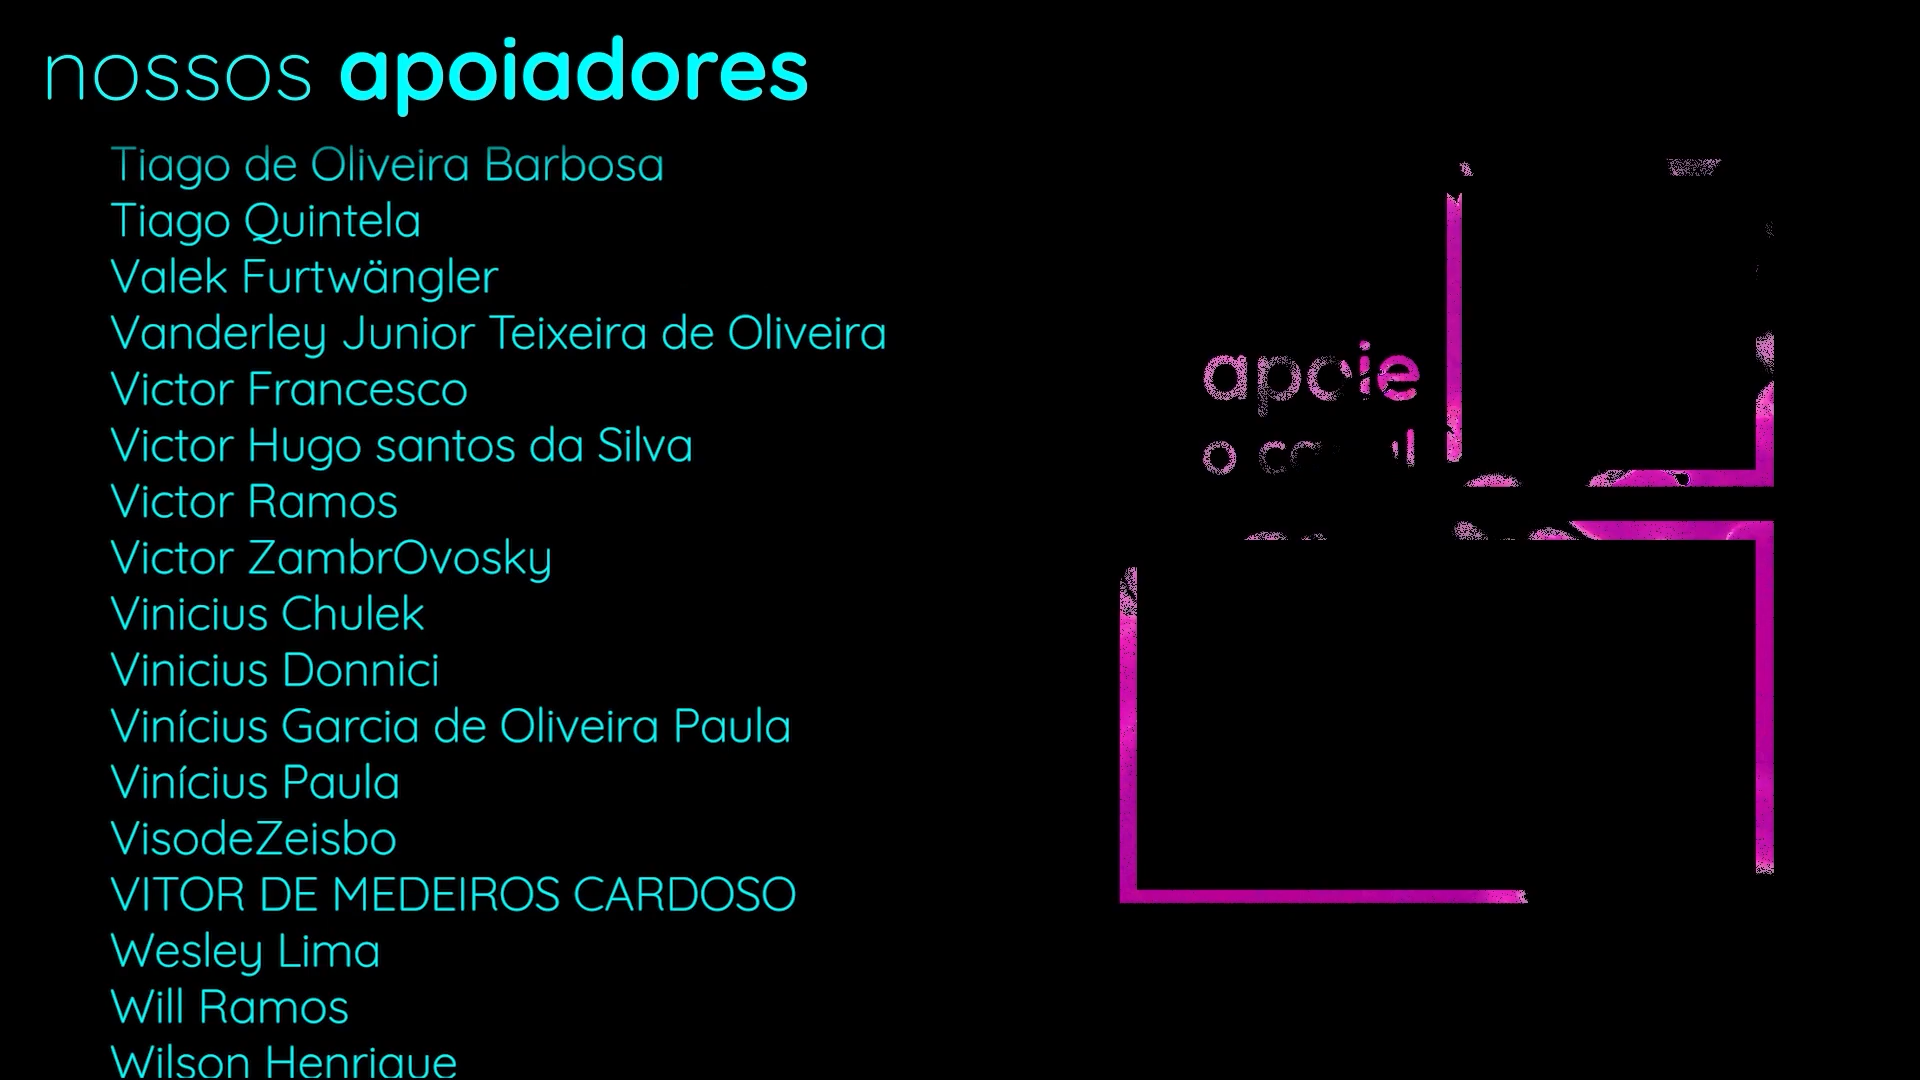 nossos apoiadores
Tiago de Oliveira Barbosa
Tiago Quintela
Valek Furtwängler
Vanderley Junior Teixeira de Oliveira
Victor Francesco
Victor Hugo santos da Silva
Victor Ramos
Victor ZambrOvosky
Vinicius Chulek
Vinicius Donnici
Vinícius Garcia de Oliveira Paula
Vinícius Paula
VisodeZeisbo
VITOR DE MEDEIROS CARDOSO
Wesley Lima
Will Ramos
Wilson Henrique
apoie
o